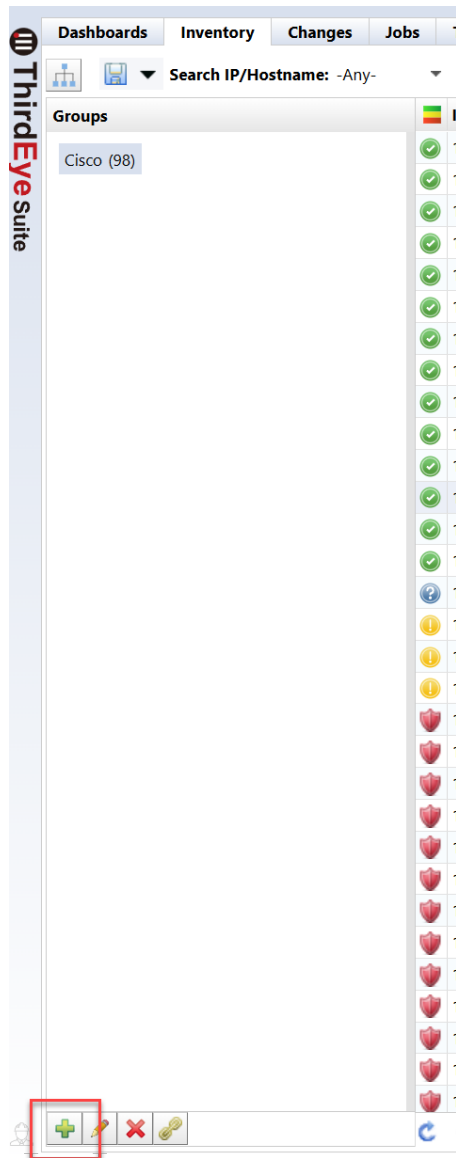 ThirdEye Suite
Dashboards Inventory Changes Jobs
Search IP/Hostname: -Any-
Groups
Cisco (98)